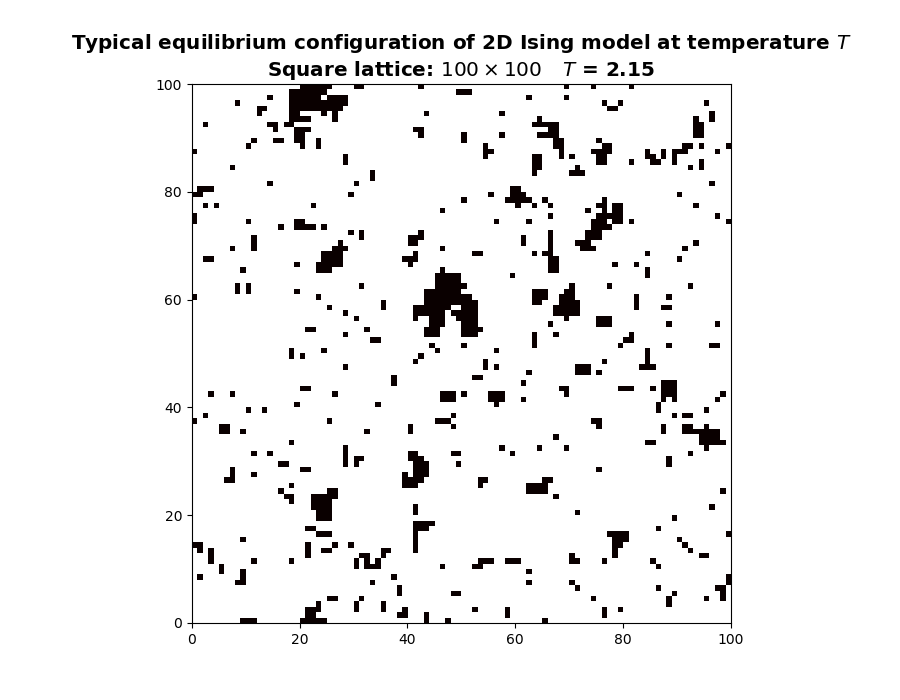 Typical equilibrium configuration of 2D Ising model at temperature T
Square lattice: 100 × 100 T = 2.15
100
80
60
40
20
0
0 20 40 60 80 100